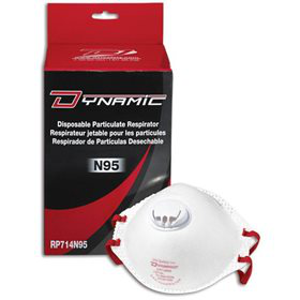 DYNAMIC
Disposable Particulate Respirator
Respirateur jetable pour les particules
Respirador de Partículas Desechable
N95
RP714N95